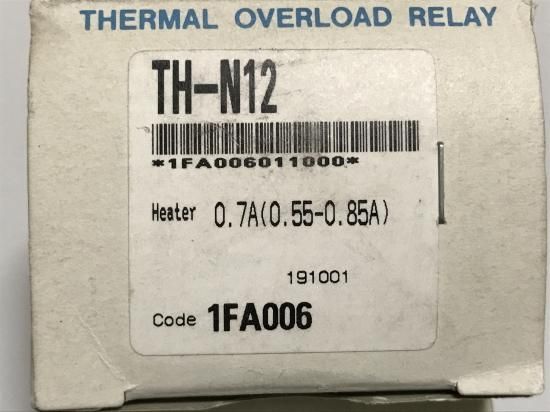 THERMAL OVERLOAD RELAY
TH-N12
*1FA006011000*
Heater 0.7A(0.55-0.85A)
191001
Code 1FA006